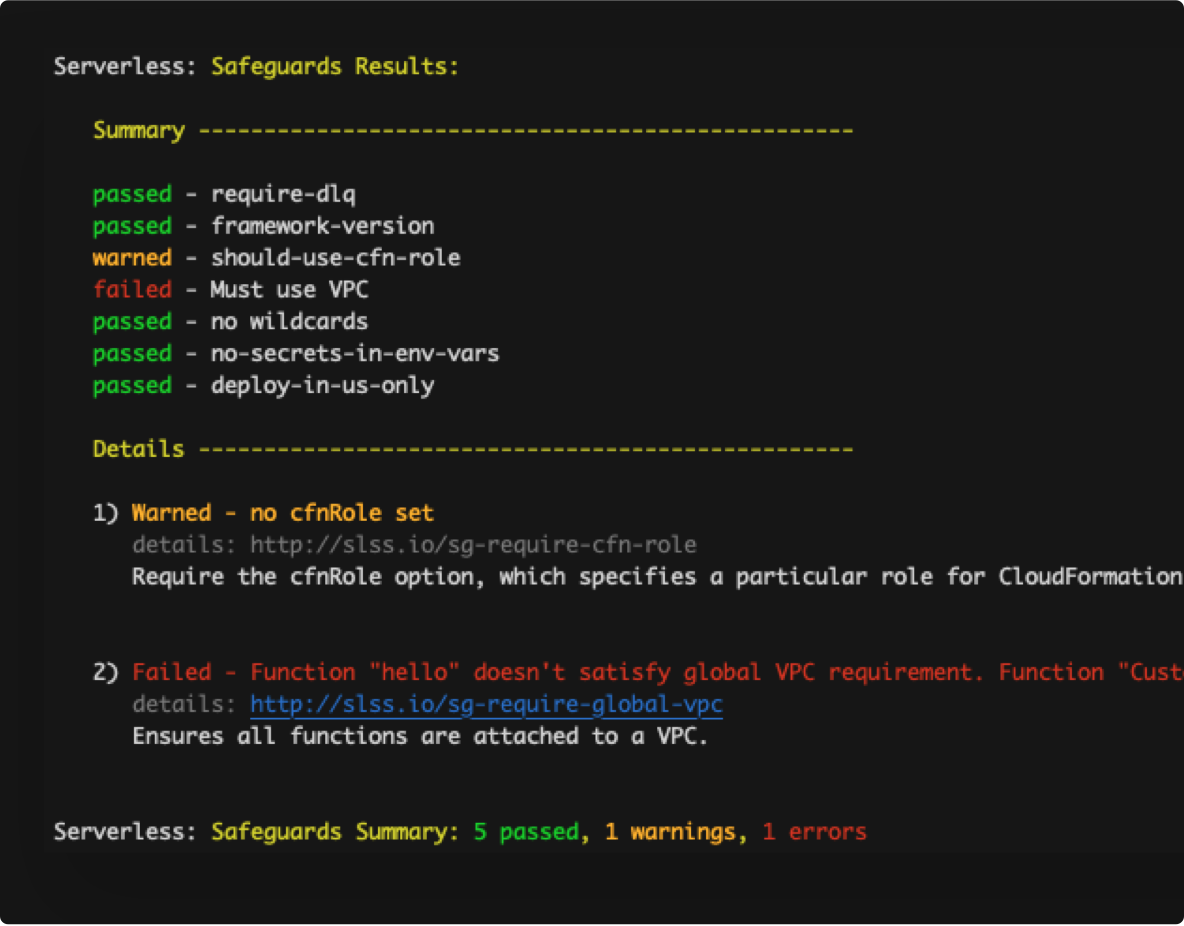 Serverless: Safeguards Results:
Summary --------------------------------------------------
passed - require-dlq
passed - framework-version
warned - should-use-cfn-role
failed - Must use VPC
passed - no wildcards
passed - no-secrets-in-env-vars
passed - deploy-in-us-only
Details --------------------------------------------------
1) Warned - no cfnRole set
details: http://slss.io/sg-require-cfn-role
Require the cfnRole option, which specifies a particular role for CloudFormation
2) Failed - Function "hello" doesn't satisfy global VPC requirement. Function "Cust
details: http://slss.io/sg-require-global-vpc
Ensures all functions are attached to a VPC.
Serverless: Safeguards Summary: 5 passed, 1 warnings, 1 errors